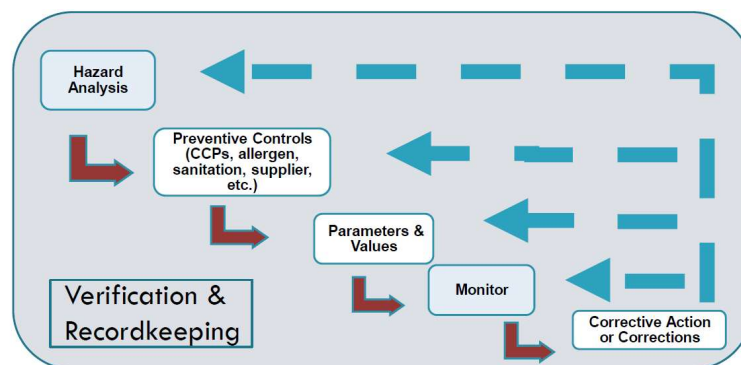 Hazard
Analysis
Preventive Controls
(CCPs, allergen,
sanitation, supplier,
etc.)
Parameters &
Values
Monitor
Verification &
Recordkeeping
Corrective Action
or Corrections